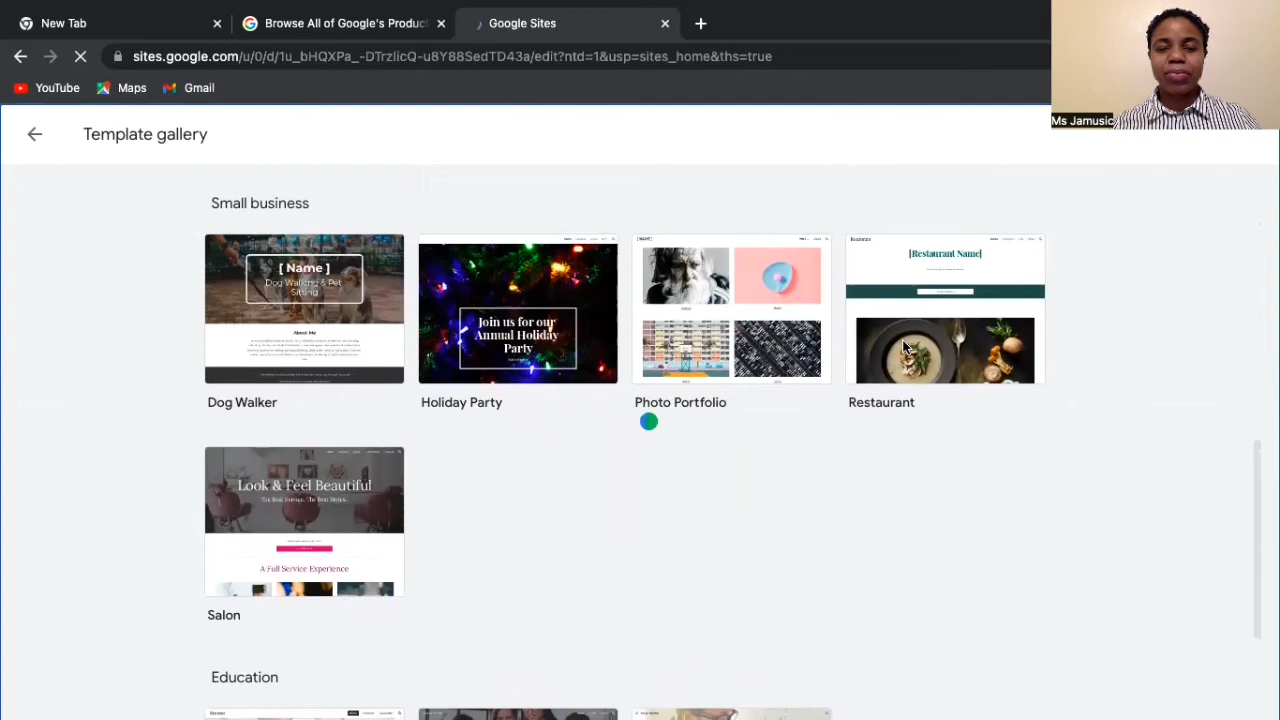 New Tab
Browse All of Google's Product
Google Sites
sites.google.com/u/0/d/1u_bHQXPa_-DTrzlicQ-u8Y88SedTD43a/edit?ntd=1&usp=sites_home&ths=true
YouTube
Maps
Gmail
Ms Jamusic
Template gallery
Small business
[ Name ]
Dog Walking & Pet
Sitting
About Me
Join us for our
Annual Holiday
Party
[NAME]
Restaurant
[Restaurant Name]
Dog Walker
Holiday Party
Photo Portfolio
Restaurant
Look & Feel Beautiful
The Best Service. The Best Styles.
A Full Service Experience
Salon
Education